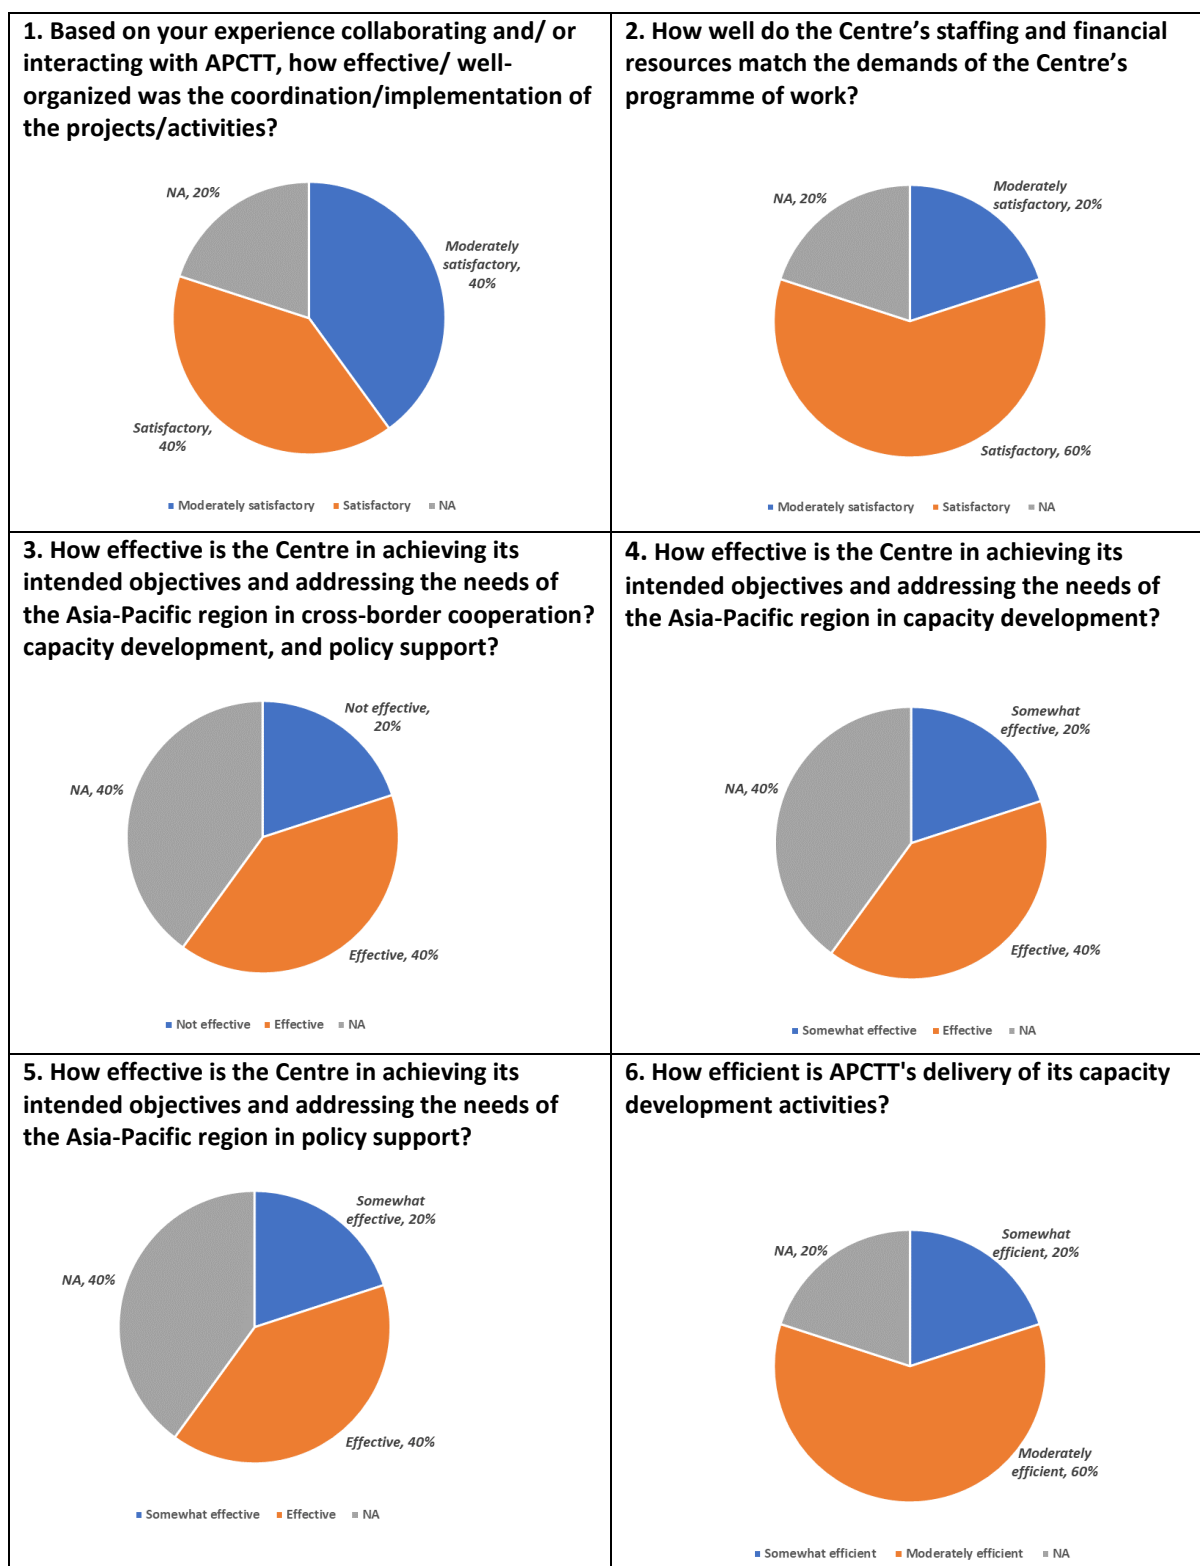 1. Based on your experience collaborating and/ or
interacting with APCTT, how effective/ well-
organized was the coordination/implementation of
the projects/activities?
NA, 20%
Moderately
satisfactory,
40%
Satisfactory,
40%
Moderately satisfactory Satisfactory NA
2. How well do the Centre’s staffing and financial
resources match the demands of the Centre’s
programme of work?
NA, 20%
Moderately
satisfactory, 20%
Satisfactory, 60%
Moderately satisfactory Satisfactory NA
3. How effective is the Centre in achieving its
intended objectives and addressing the needs of
the Asia-Pacific region in cross-border cooperation?
capacity development, and policy support?
Not effective,
20%
NA, 40%
Effective, 40%
Not effective Effective NA
4. How effective is the Centre in achieving its
intended objectives and addressing the needs of
the Asia-Pacific region in capacity development?
Somewhat
effective, 20%
NA, 40%
Effective, 40%
Somewhat effective Effective NA
5. How effective is the Centre in achieving its
intended objectives and addressing the needs of
the Asia-Pacific region in policy support?
Somewhat
effective, 20%
NA, 40%
Effective, 40%
Somewhat effective Effective NA
6. How efficient is APCTT's delivery of its capacity
development activities?
Somewhat
efficient, 20%
NA, 20%
Moderately
efficient, 60%
Somewhat efficient Moderately efficient NA